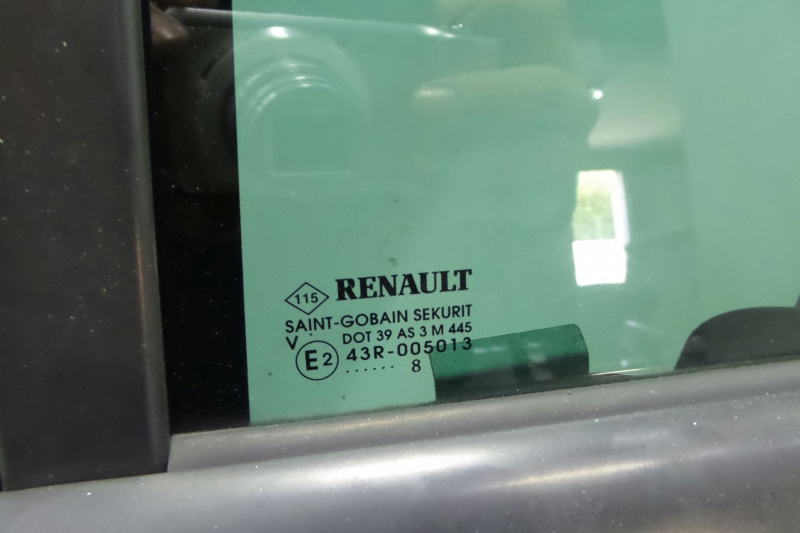 115 RENAULT
SAINT-GOBAIN SEKURIT
V DOT 39 AS 3 M 445
E2 43R-005013
...... 8